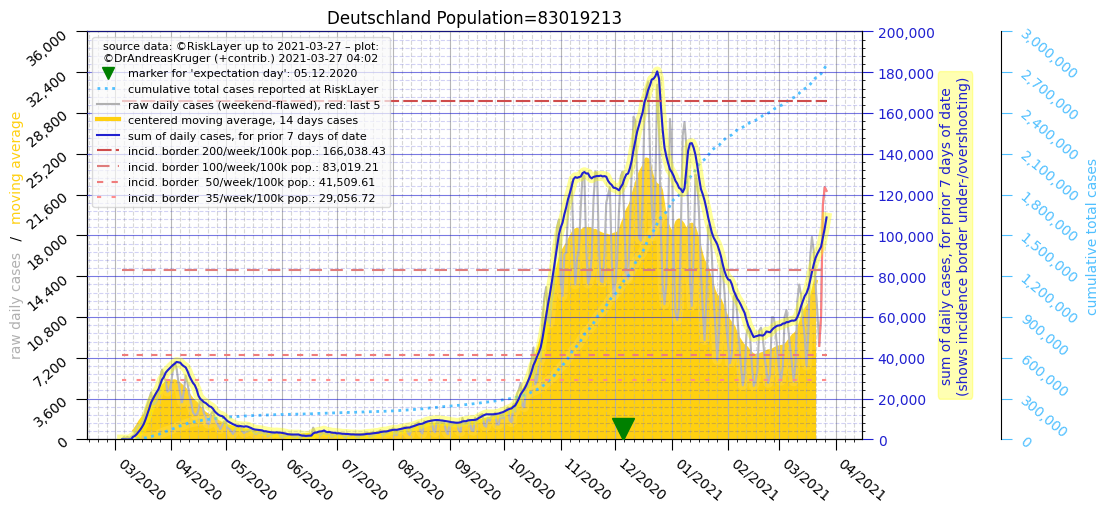 Deutschland Population=83019213
source data: ©RiskLayer up to 2021-03-27 – plot:
©DrAndreasKruger (+contrib.) 2021-03-27 04:02
marker for 'expectation day': 05.12.2020
cumulative total cases reported at RiskLayer
raw daily cases (weekend-flawed), red: last 5
centered moving average, 14 days cases
sum of daily cases, for prior 7 days of date
incid. border 200/week/100k pop.: 166,038.43
incid. border 100/week/100k pop.: 83,019.21
incid. border  50/week/100k pop.: 41,509.61
incid. border  35/week/100k pop.: 29,056.72
raw daily cases / moving average
36,000
32,400
28,800
25,200
21,600
18,000
14,400
10,800
7,200
3,600
0
03/2020
04/2020
05/2020
06/2020
07/2020
08/2020
09/2020
10/2020
11/2020
12/2020
01/2021
02/2021
03/2021
04/2021
200,000
180,000
160,000
140,000
120,000
100,000
80,000
60,000
40,000
20,000
0
sum of daily cases, for prior 7 days of date
(shows incidence border under-/overshooting)
3,000,000
2,700,000
2,400,000
2,100,000
1,800,000
1,500,000
1,200,000
900,000
600,000
300,000
0
cumulative total cases